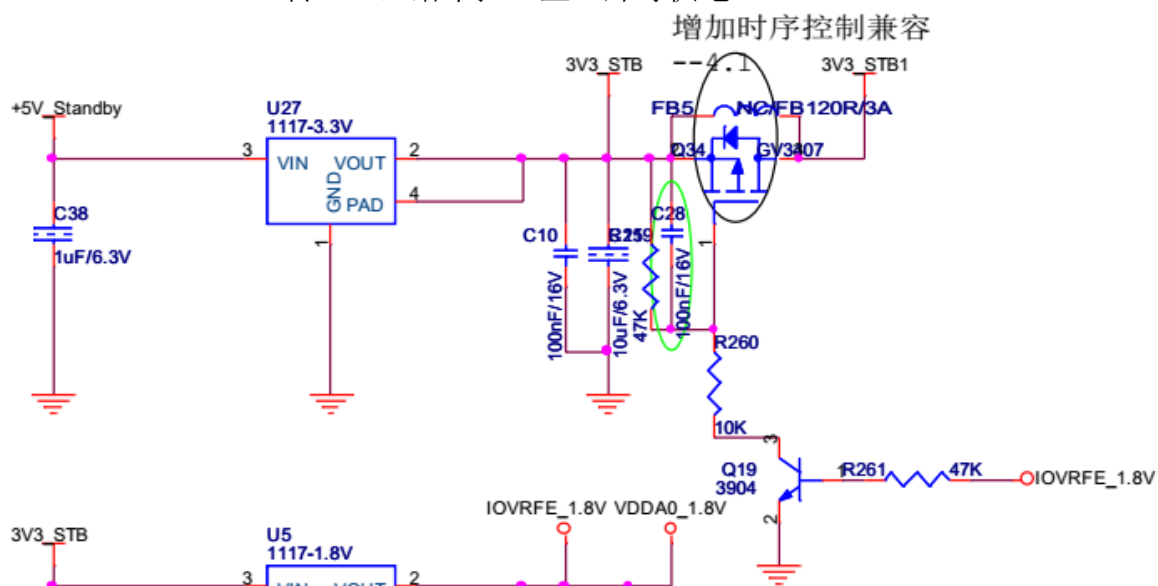 增加时序控制兼容
--4.1
3V3_STB
3V3_STB1
+5V_Standby
U27
1117-3.3V
FB5
NC/FB120R/3A
3
VIN
VOUT
2
GV3407
GND
PAD
4
C38
1uF/6.3V
1
C10
100nF/16V
10uF/6.3V
47K
C28
100nF/16V
1
R260
10K
3
Q19
3904
1
R261
47K
IOVRFE_1.8V
2
IOVRFE_1.8V
VDDA0_1.8V
3V3_STB
U5
1117-1.8V
3
VIN
VOUT
2